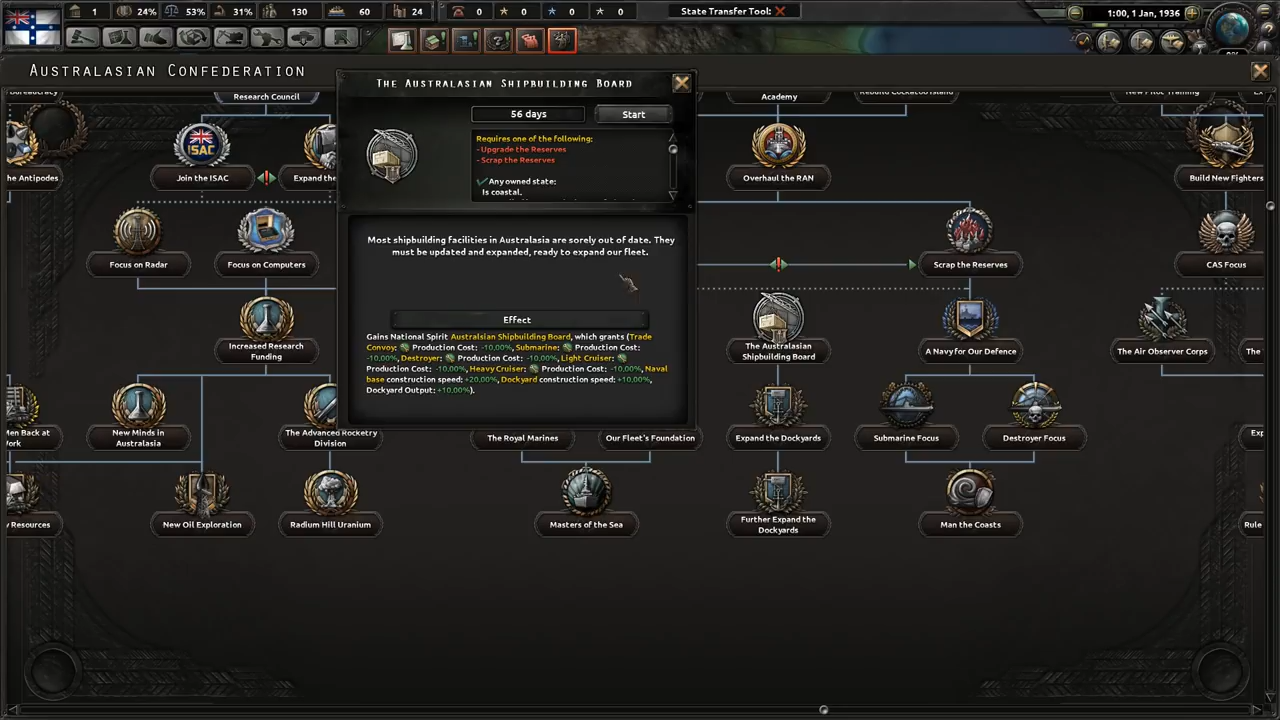 1 24% 53% 31% 130 60 24 0 0 0 0 State Transfer Tool: 1:00, 1 Jan, 1936
AUSTRALASIAN CONFEDERATION
THE AUSTRALASIAN SHIPBUILDING BOARD
56 days Start
Requires one of the following:
- Upgrade the Reserves
- Scrap the Reserves
Any owned state:
Is coastal.
Most shipbuilding facilities in Australasia are sorely out of date. They
must be updated and expanded, ready to expand our fleet.
Effect
Gains National Spirit Australsian Shipbuilding Board, which grants (Trade
Convoy: Production Cost: -10.00%, Submarine: Production Cost:
-10.00%, Destroyer: Production Cost: -10.00%, Light Cruiser:
Production Cost: -10.00%, Heavy Cruiser: Production Cost: -10.00%, Naval
base construction speed: +20.00%, Dockyard construction speed: +10.00%,
Dockyard Output: +10.00%).
Research Council
Academy
ISAC
he Antipodes
Join the ISAC
Expand the
Overhaul the RAN
Build New Fighters
Focus on Radar
Focus on Computers
Scrap the Reserves
CAS Focus
Increased Research
Funding
The Australasian
Shipbuilding Board
A Navy for Our Defence
The Air Observer Corps
Men Back at
ork
New Minds in
Australasia
The Advanced Rocketry
Division
The Royal Marines
Our Fleet's Foundation
Expand the Dockyards
Submarine Focus
Destroyer Focus
Resources
New Oil Exploration
Radium Hill Uranium
Masters of the Sea
Further Expand the
Dockyards
Man the Coasts
Rule